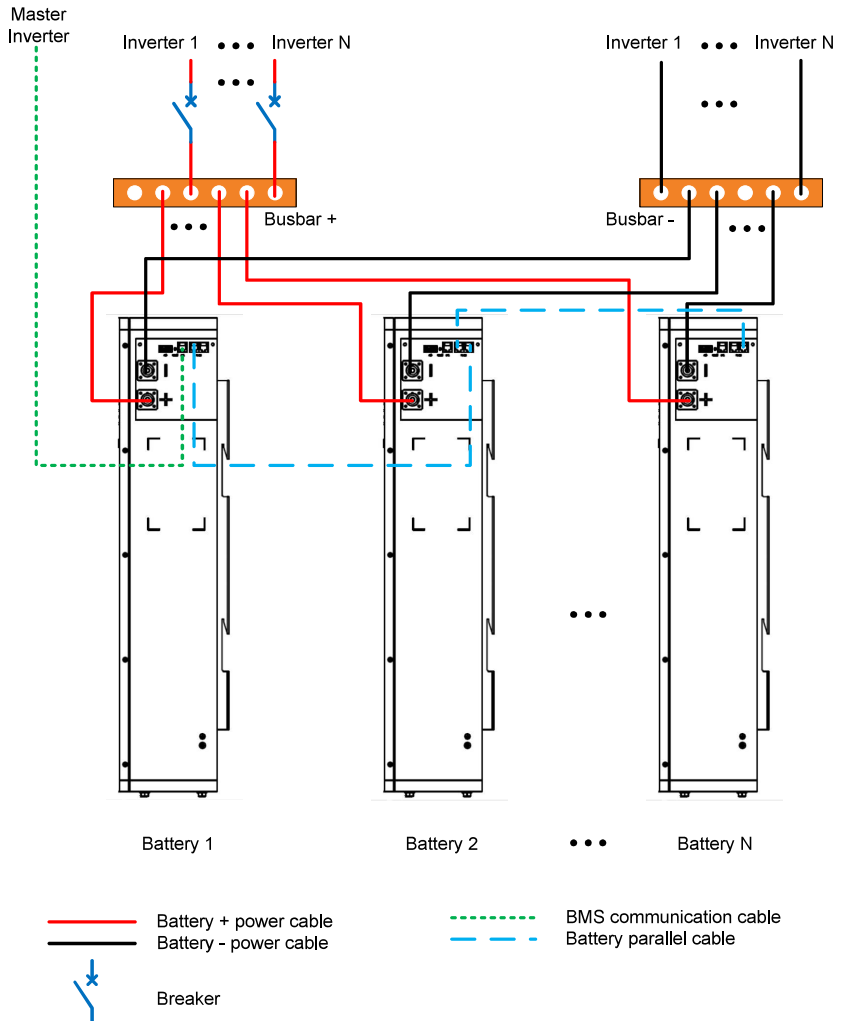 Master
Inverter
Inverter 1 ••• Inverter N
•••
Inverter 1 ••• Inverter N
•••
Busbar +
•••
Busbar -
•••
−
+
−
+
−
+
•••
Battery 1
Battery 2
•••
Battery N
Battery + power cable
Battery - power cable
BMS communication cable
Battery parallel cable
Breaker